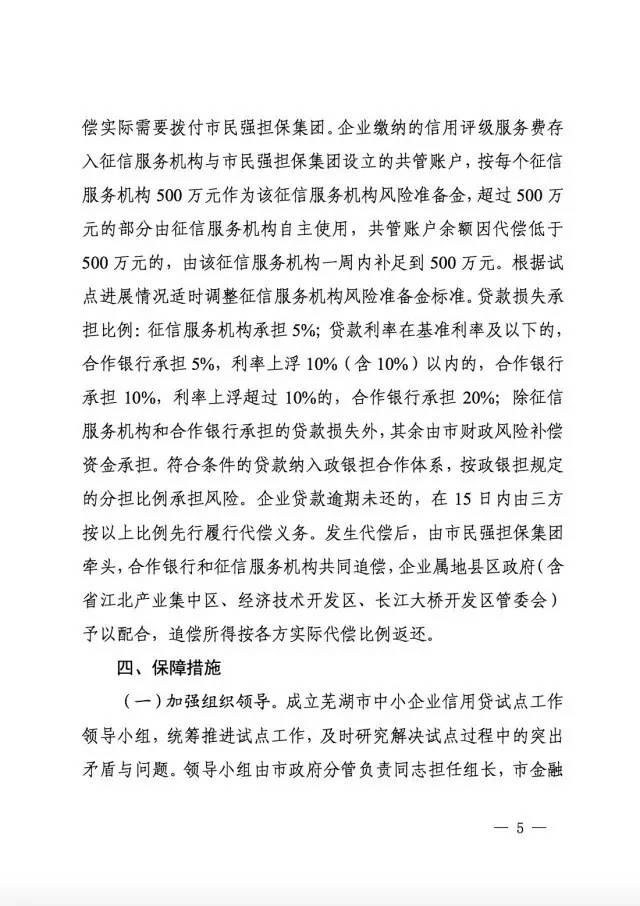 偿实际需要拨付市民强担保集团。企业缴纳的信用评级服务费存
入征信服务机构与市民强担保集团设立的共管账户，按每个征信
服务机构 500 万元作为该征信服务机构风险准备金，超过 500 万
元的部分由征信服务机构自主使用，共管账户余额因代偿低于
500 万元的，由该征信服务机构一周内补足到 500 万元。根据试
点进展情况适时调整征信服务机构风险准备金标准。贷款损失承
担比例：征信服务机构承担 5%；贷款利率在基准利率及以下的，
合作银行承担 5%，利率上浮 10%（含 10%）以内的，合作银行
承担 10%，利率上浮超过 10%的，合作银行承担 20%；除征信
服务机构和合作银行承担的贷款损失外，其余由市财政风险补偿
资金承担。符合条件的贷款纳入政银担合作体系，按政银担规定
的分担比例承担风险。企业贷款逾期未还的，在 15 日内由三方
按以上比例先行履行代偿义务。发生代偿后，由市民强担保集团
牵头，合作银行和征信服务机构共同追偿，企业属地县区政府（含
省江北产业集中区、经济技术开发区、长江大桥开发区管委会）
予以配合，追偿所得按各方实际代偿比例返还。
四、保障措施
（一）加强组织领导。成立芜湖市中小企业信用贷试点工作
领导小组，统筹推进试点工作，及时研究解决试点过程中的突出
矛盾与问题。领导小组由市政府分管负责同志担任组长，市金融
— 5 —